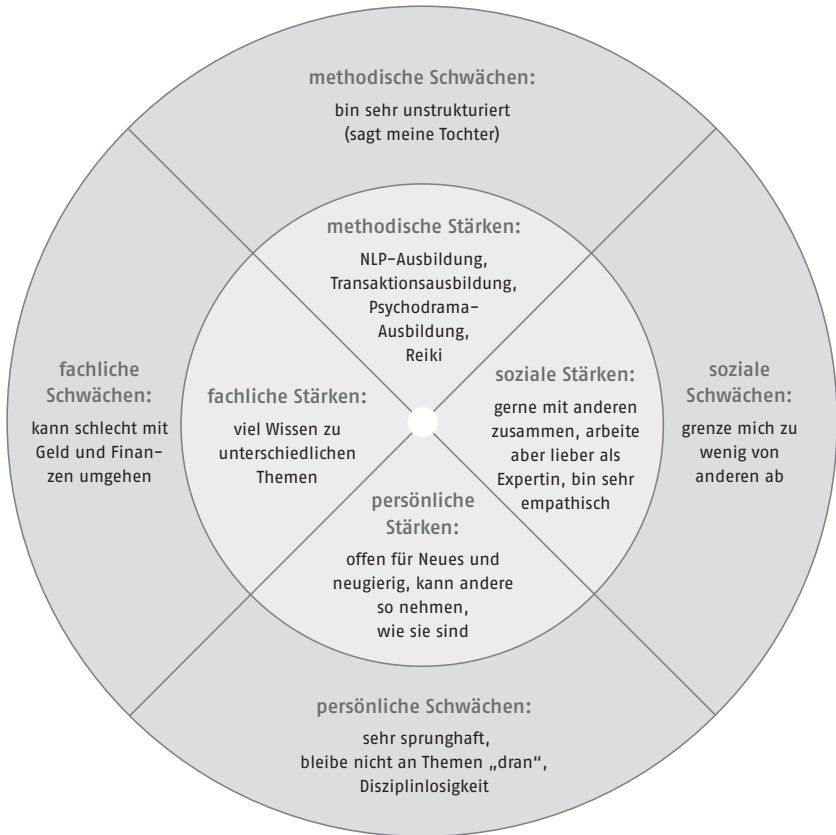 methodische Schwächen:
bin sehr unstrukturiert
(sagt meine Tochter)
methodische Stärken:
NLP-Ausbildung,
Transaktionsausbildung,
Psychodrama-
Ausbildung,
Reiki
fachliche
Schwächen:
kann schlecht mit
Geld und Finan-
zen umgehen
fachliche Stärken:
viel Wissen zu
unterschiedlichen
Themen
soziale Stärken:
gerne mit anderen
zusammen, arbeite
aber lieber als
Expertin, bin sehr
empathisch
soziale
Schwächen:
grenze mich zu
wenig von
anderen ab
persönliche
Stärken:
offen für Neues und
neugierig, kann andere
so nehmen,
wie sie sind
persönliche Schwächen:
sehr sprunghaft,
bleibe nicht an Themen „dran“,
Disziplinlosigkeit